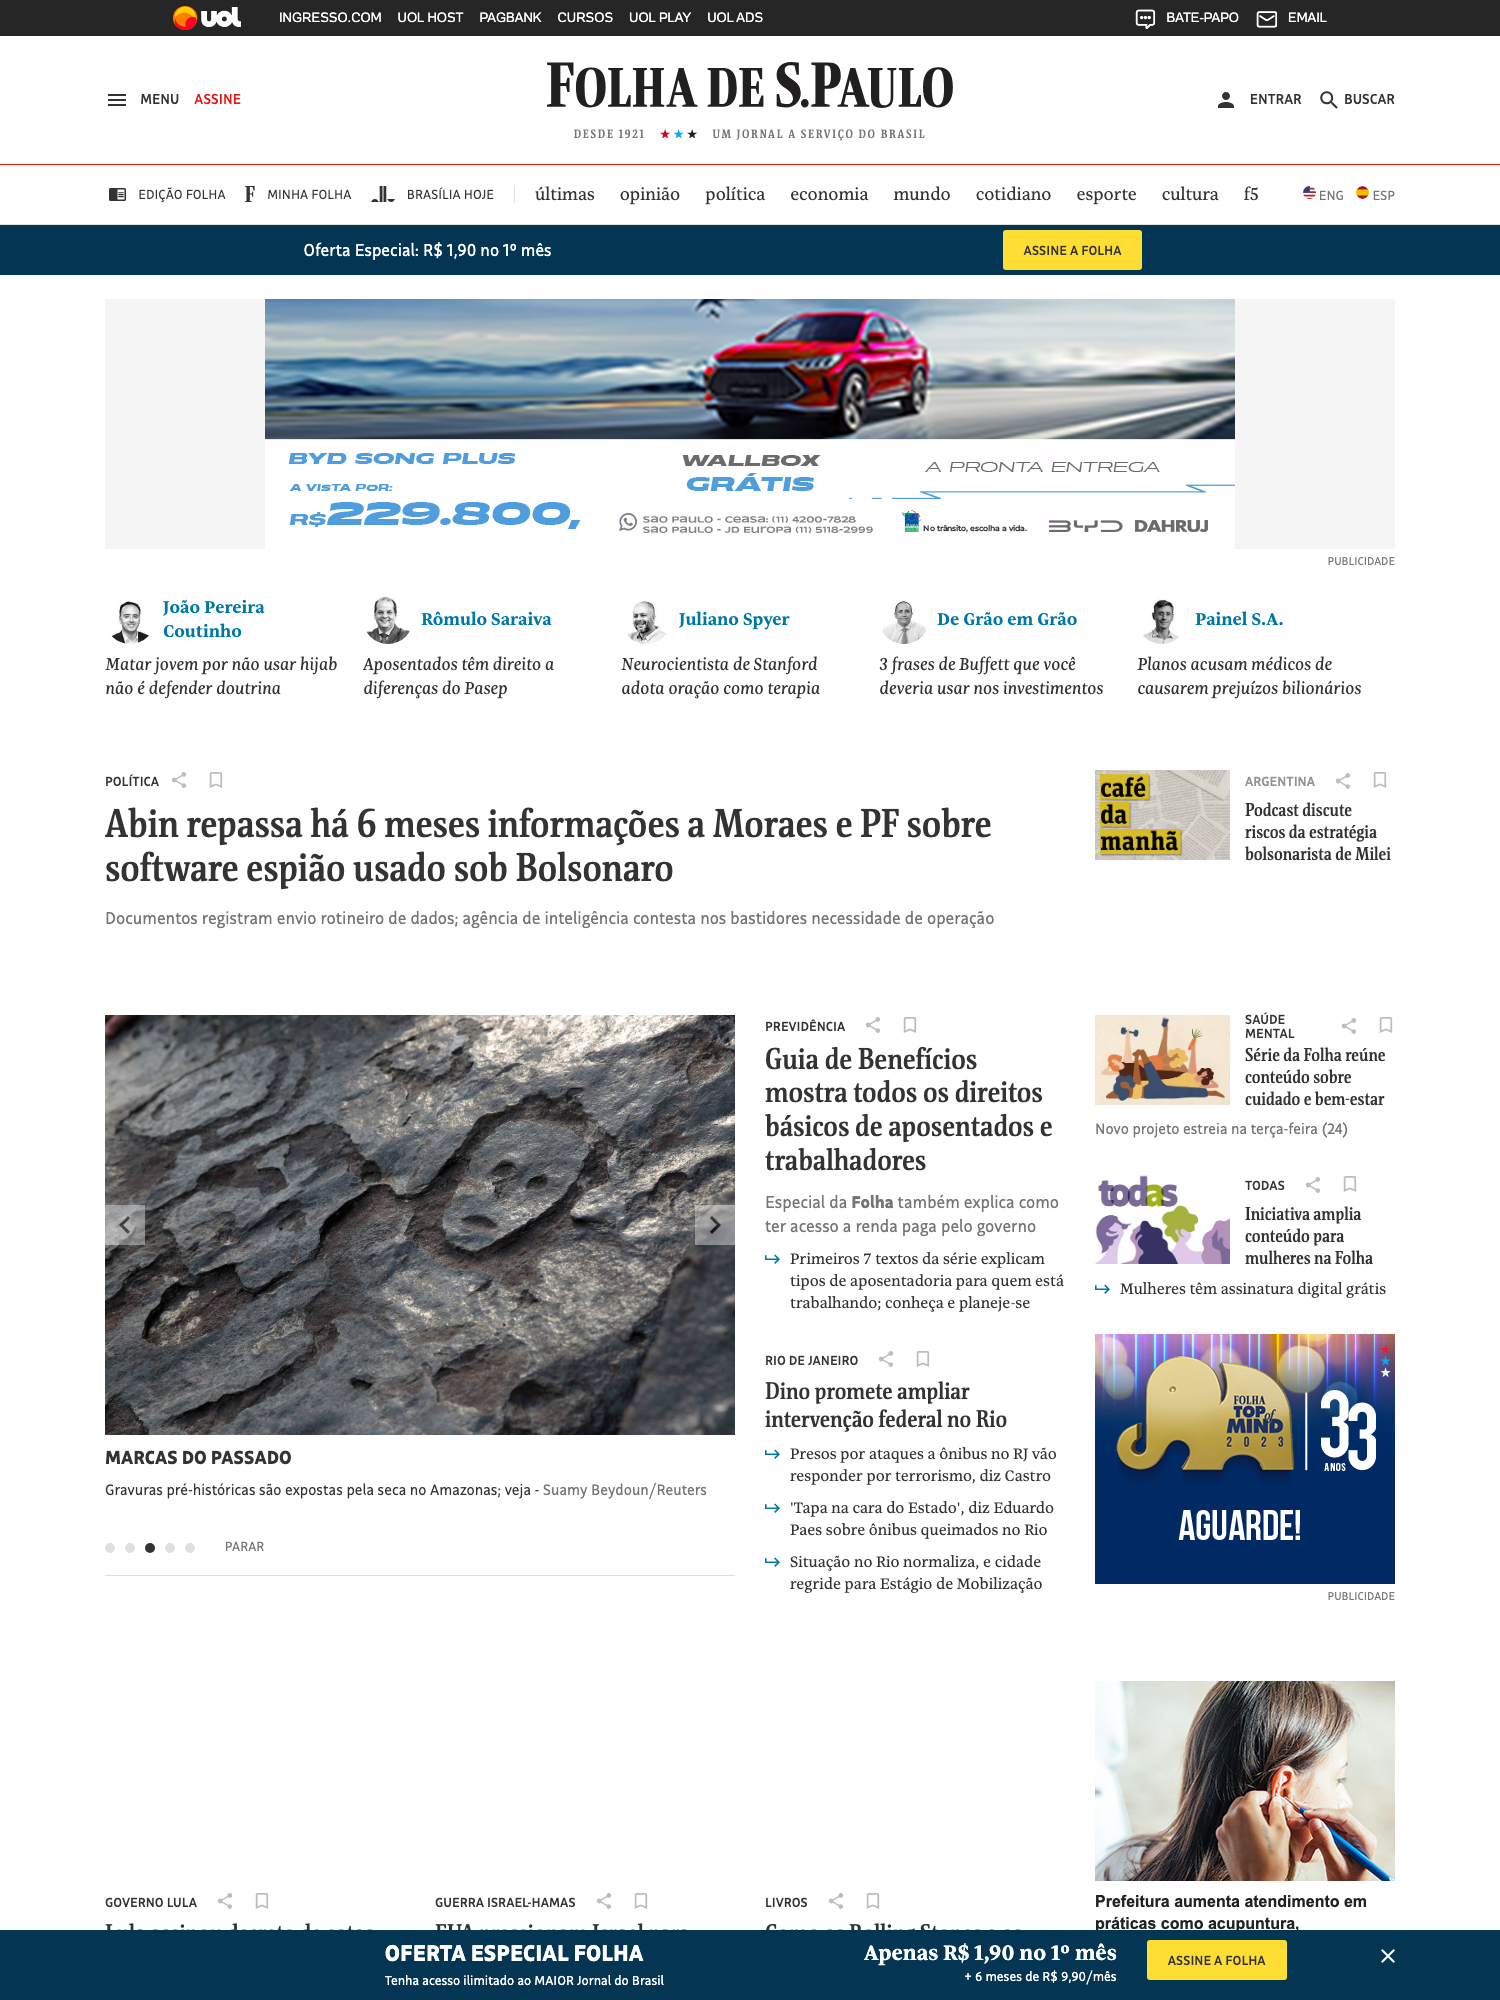 uol INGRESSO.COM UOL HOST PAGBANK CURSOS UOL PLAY UOL ADS BATE-PAPO EMAIL
MENU ASSINE
FOLHA DE S.PAULO
DESDE 1921 ★★★ UM JORNAL A SERVIÇO DO BRASIL
ENTRAR BUSCAR
EDIÇÃO FOLHA MINHA FOLHA BRASÍLIA HOJE últimas opinião política economia mundo cotidiano esporte cultura f5 ENG ESP
Oferta Especial: R$ 1,90 no 1º mês ASSINE A FOLHA
BYD SONG PLUS
A VISTA POR:
R$229.800,
WALLBOX
GRÁTIS
A PRONTA ENTREGA
SÃO PAULO - Ceasa: (11) 4200-7828
SÃO PAULO - JD EUROPA (11) 5118-2999
No trânsito, escolha a vida.
BYD DAHRUJ
PUBLICIDADE
João Pereira
Coutinho
Matar jovem por não usar hijab
não é defender doutrina
Rômulo Saraiva
Aposentados têm direito a
diferenças do Pasep
Juliano Spyer
Neurocientista de Stanford
adota oração como terapia
De Grão em Grão
3 frases de Buffett que você
deveria usar nos investimentos
Painel S.A.
Planos acusam médicos de
causarem prejuízos bilionários
POLÍTICA
Abin repassa há 6 meses informações a Moraes e PF sobre
software espião usado sob Bolsonaro
Documentos registram envio rotineiro de dados; agência de inteligência contesta nos bastidores necessidade de operação
café
da
manhã
ARGENTINA
Podcast discute
riscos da estratégia
bolsonarista de Milei
MARCAS DO PASSADO
Gravuras pré-históricas são expostas pela seca no Amazonas; veja - Suamy Beydoun/Reuters
PARAR
PREVIDÊNCIA
Guia de Benefícios
mostra todos os direitos
básicos de aposentados e
trabalhadores
Especial da Folha também explica como
ter acesso a renda paga pelo governo
Primeiros 7 textos da série explicam
tipos de aposentadoria para quem está
trabalhando; conheça e planeje-se
RIO DE JANEIRO
Dino promete ampliar
intervenção federal no Rio
Presos por ataques a ônibus no RJ vão
responder por terrorismo, diz Castro
'Tapa na cara do Estado', diz Eduardo
Paes sobre ônibus queimados no Rio
Situação no Rio normaliza, e cidade
regride para Estágio de Mobilização
SAÚDE
MENTAL
Série da Folha reúne
conteúdo sobre
cuidado e bem-estar
Novo projeto estreia na terça-feira (24)
todas
TODAS
Iniciativa amplia
conteúdo para
mulheres na Folha
Mulheres têm assinatura digital grátis
FOLHA
TOP of
MIND
2023
33
ANOS
AGUARDE!
PUBLICIDADE
Prefeitura aumenta atendimento em
práticas como acupuntura,
GOVERNO LULA
GUERRA ISRAEL-HAMAS
LIVROS
OFERTA ESPECIAL FOLHA
Tenha acesso ilimitado ao MAIOR Jornal do Brasil
Apenas R$ 1,90 no 1º mês
+ 6 meses de R$ 9,90/mês
ASSINE A FOLHA